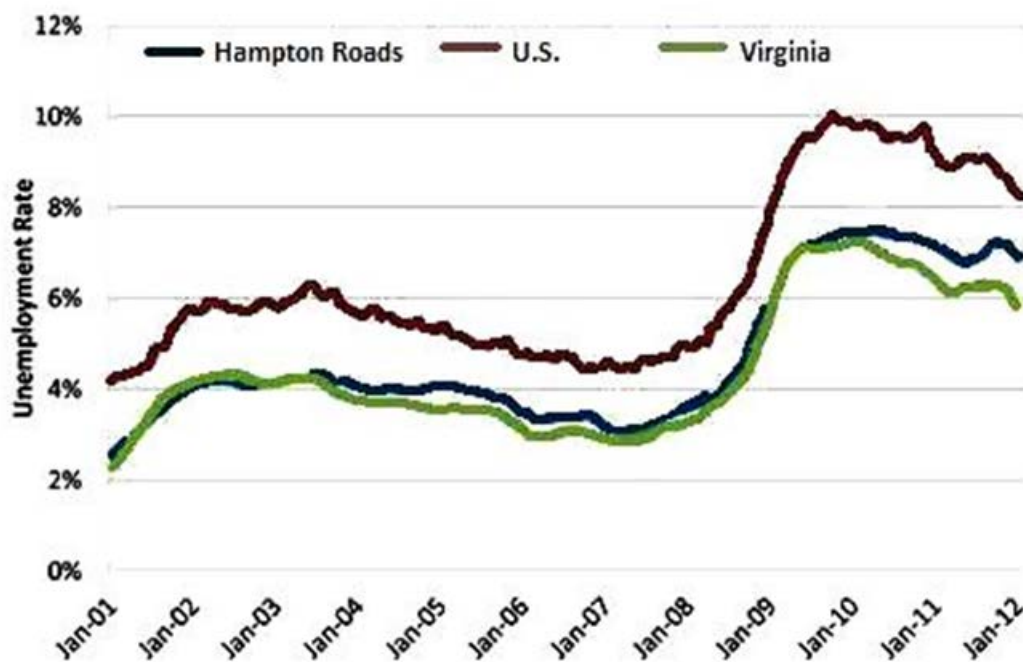 12%
Hampton Roads U.S. Virginia
10%
8%
6%
4%
2%
0%
Unemployment Rate
Jan-01 Jan-02 Jan-03 Jan-04 Jan-05 Jan-06 Jan-07 Jan-08 Jan-09 Jan-10 Jan-11 Jan-12